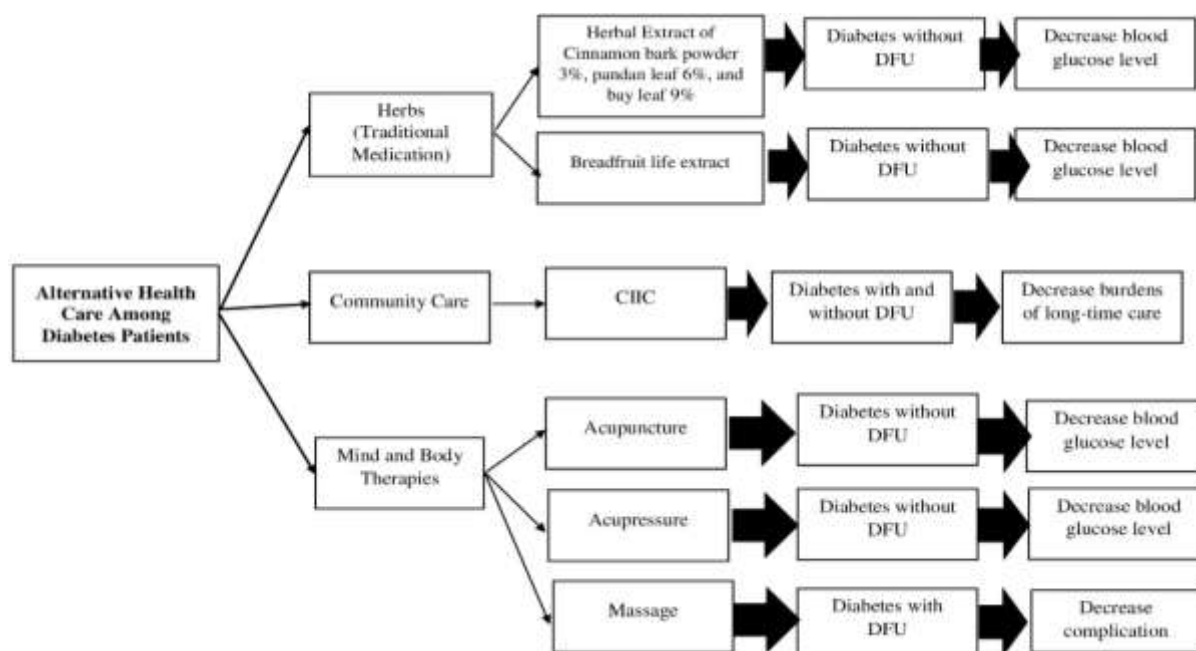 Herbal Extract of
Cinnamon bark powder
3%, pandan leaf 6%, and
bay leaf 9%
Diabetes without
DFU
Decrease blood
glucose level
Herbs
(Traditional
Medication)
Breadfruit life extract
Diabetes without
DFU
Decrease blood
glucose level
Alternative Health
Care Among
Diabetes Patients
Community Care
CIIC
Diabetes with and
without DFU
Decrease burdens
of long-time care
Mind and Body
Therapies
Acupuncture
Diabetes without
DFU
Decrease blood
glucose level
Acupressure
Diabetes without
DFU
Decrease blood
glucose level
Massage
Diabetes with
DFU
Decrease
complication